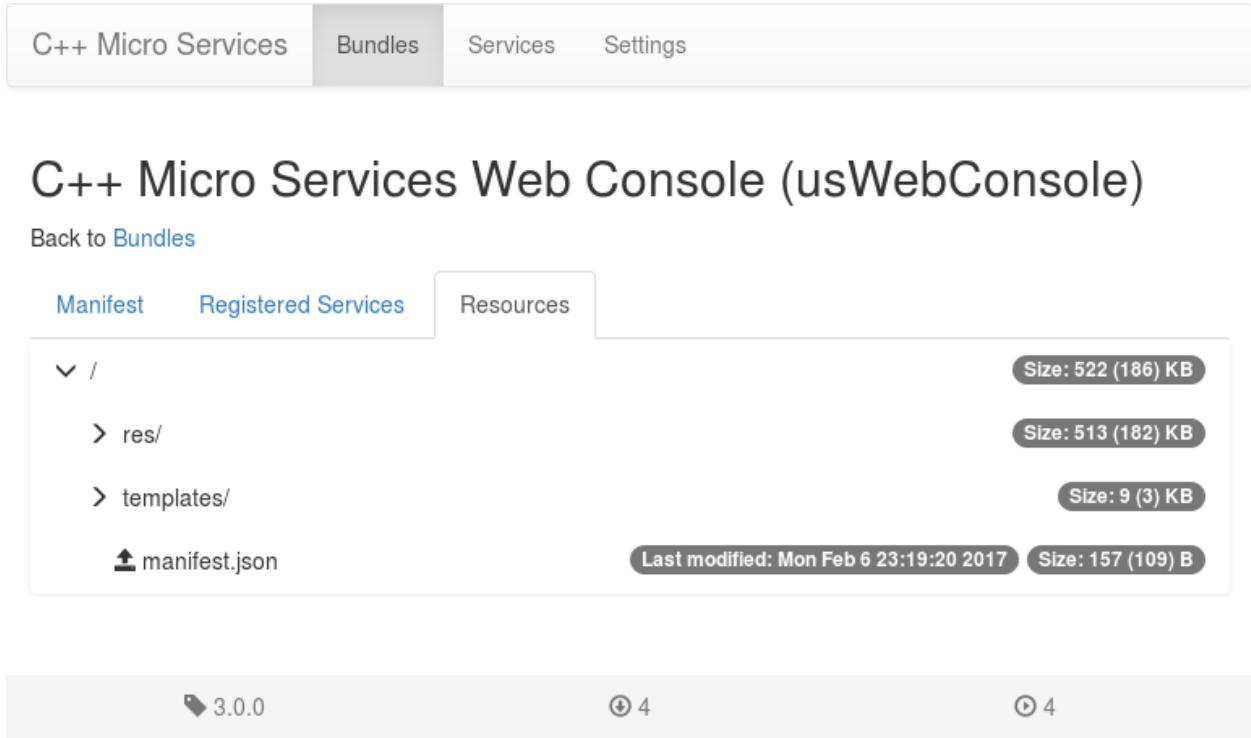 C++ Micro Services Bundles Services Settings
C++ Micro Services Web Console (usWebConsole)
Back to Bundles
Manifest Registered Services Resources
/ Size: 522 (186) KB
res/ Size: 513 (182) KB
templates/ Size: 9 (3) KB
manifest.json Last modified: Mon Feb 6 23:19:20 2017 Size: 157 (109) B
3.0.0 4 4